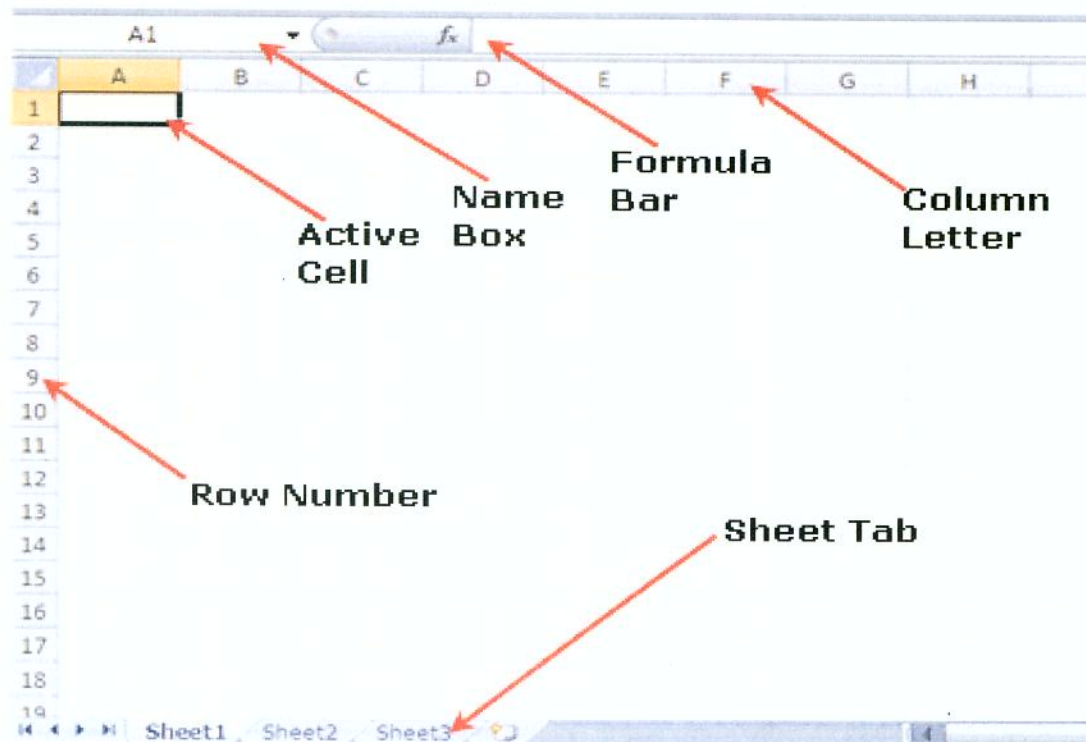 A1 fx
A B C D E F G H
1
2
3
4
5
6
7
8
9
10
11
12
13
14
15
16
17
18
19
Formula
Bar
Name
Box
Column
Letter
Active
Cell
Row Number
Sheet Tab
Sheet1 Sheet2 Sheet3